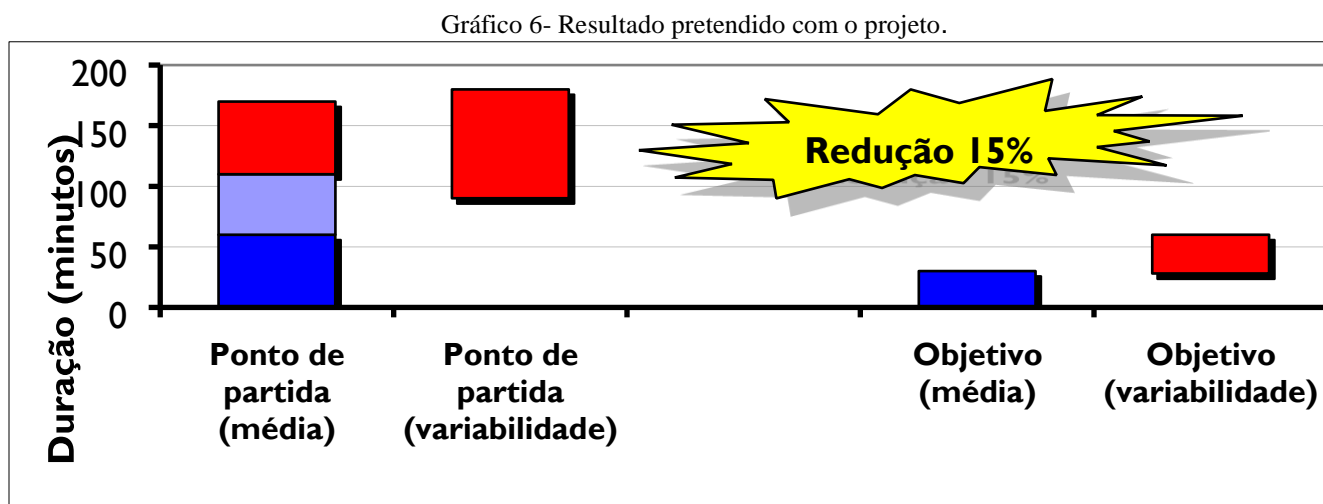 Gráfico 6- Resultado pretendido com o projeto.
200
150
100
50
0
Duração (minutos)
Redução 15%
Ponto de
partida
(média)
Ponto de
partida
(variabilidade)
Objetivo
(média)
Objetivo
(variabilidade)